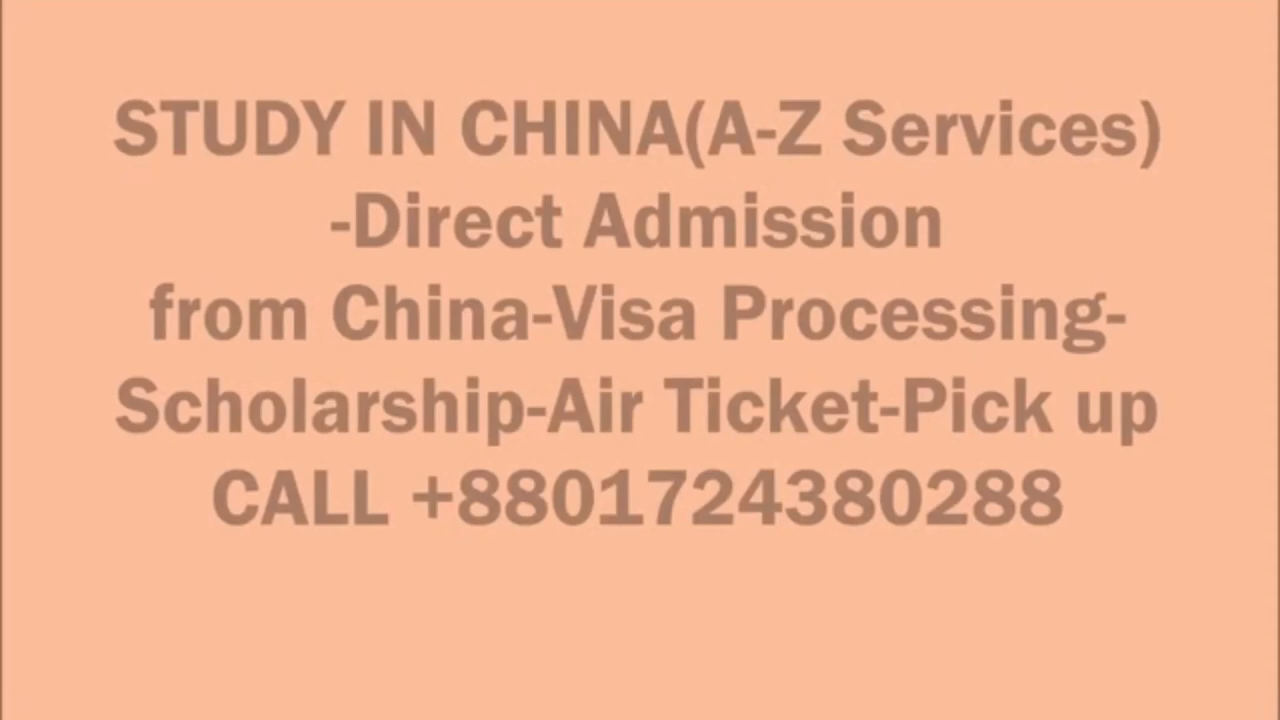 STUDY IN CHINA(A-Z Services)
-Direct Admission
from China-Visa Processing-
Scholarship-Air Ticket-Pick up
CALL +8801724380288